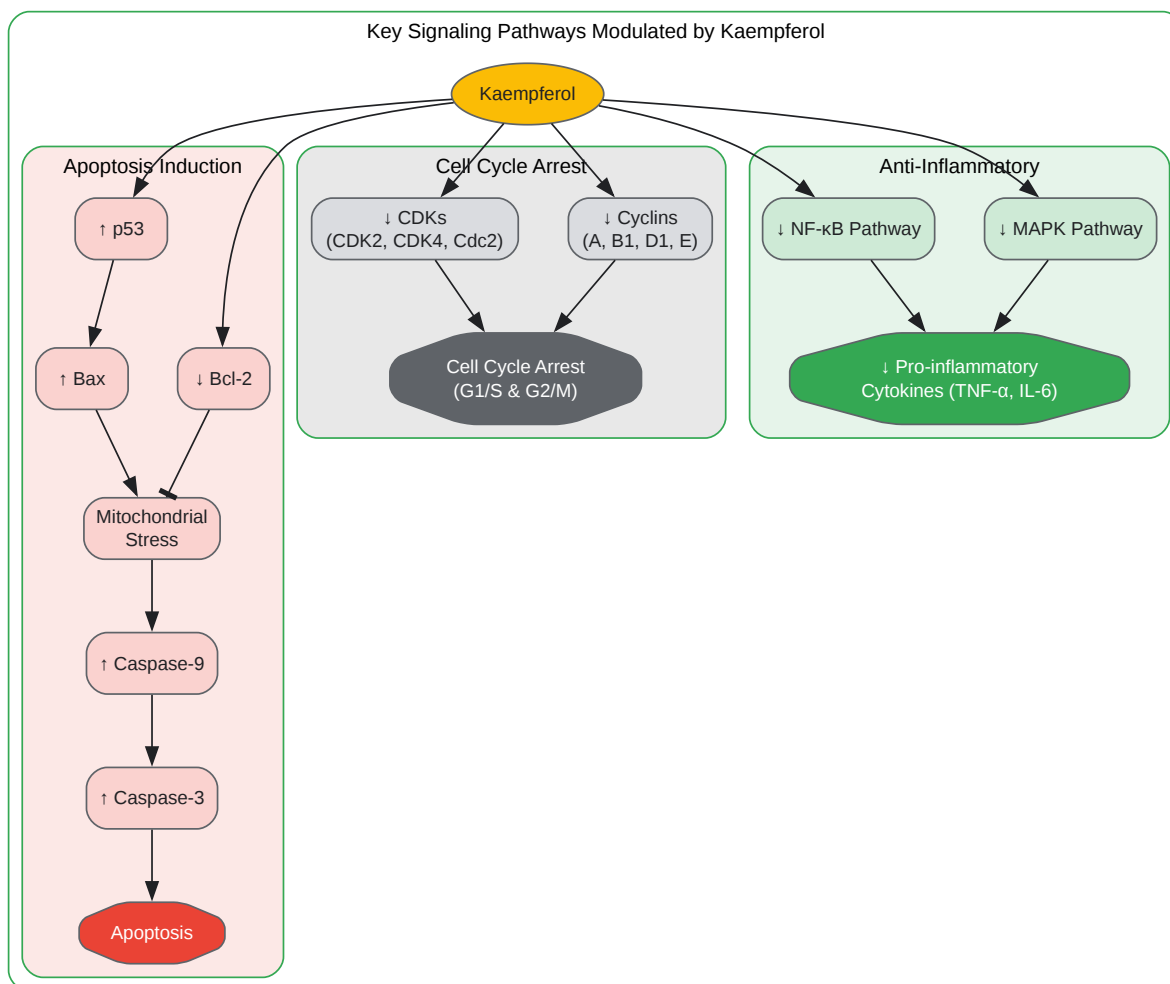 Key Signaling Pathways Modulated by Kaempferol
Kaempferol
Apoptosis Induction
Cell Cycle Arrest
Anti-Inflammatory
↑ p53
↓ CDKs
(CDK2, CDK4, Cdc2)
↓ Cyclins
(A, B1, D1, E)
↓ NF-κB Pathway
↓ MAPK Pathway
↑ Bax
↓ Bcl-2
Cell Cycle Arrest
(G1/S & G2/M)
↓ Pro-inflammatory
Cytokines (TNF-α, IL-6)
Mitochondrial
Stress
↑ Caspase-9
↑ Caspase-3
Apoptosis